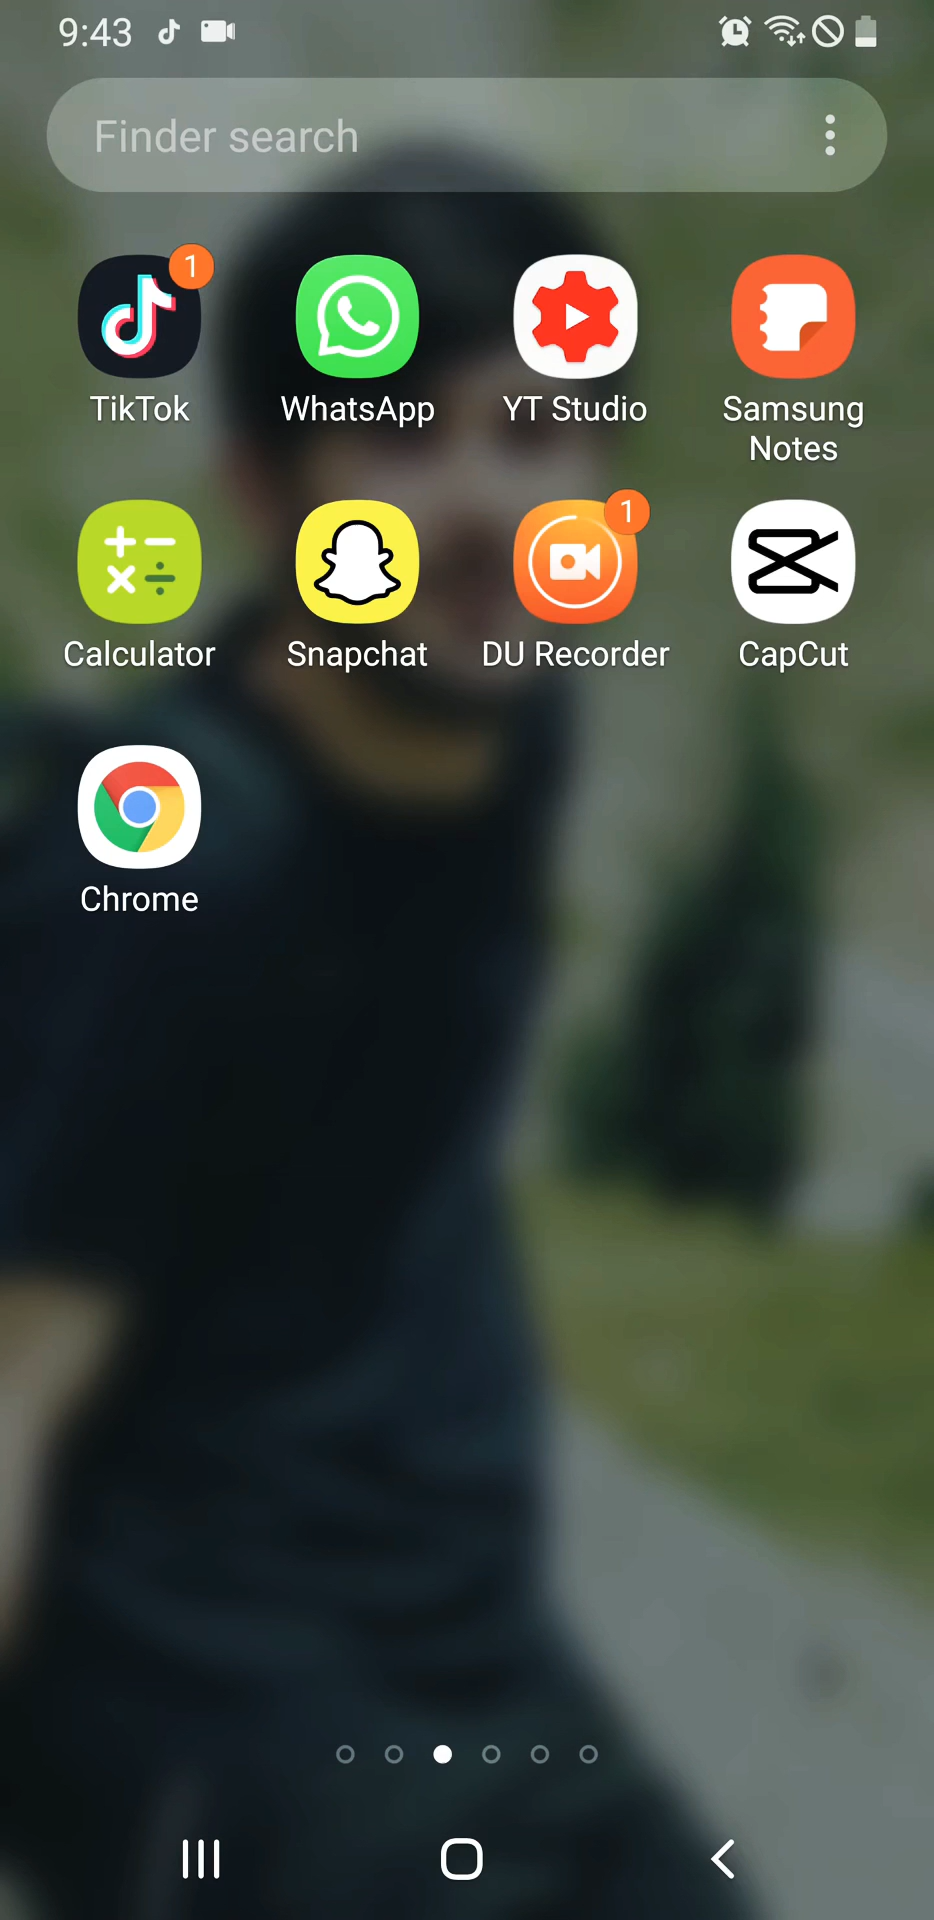 9:43
Finder search
1
TikTok
WhatsApp
YT Studio
Samsung
Notes
1
Calculator
Snapchat
DU Recorder
CapCut
Chrome